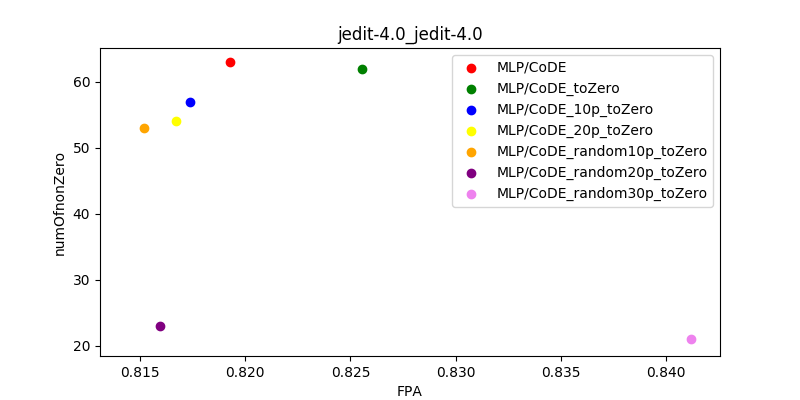 jedit-4.0_jedit-4.0
MLP/CoDE
MLP/CoDE_toZero
MLP/CoDE_10p_toZero
MLP/CoDE_20p_toZero
MLP/CoDE_random10p_toZero
MLP/CoDE_random20p_toZero
MLP/CoDE_random30p_toZero
numOfnonZero
60
50
40
30
20
0.815 0.820 0.825 0.830 0.835 0.840
FPA